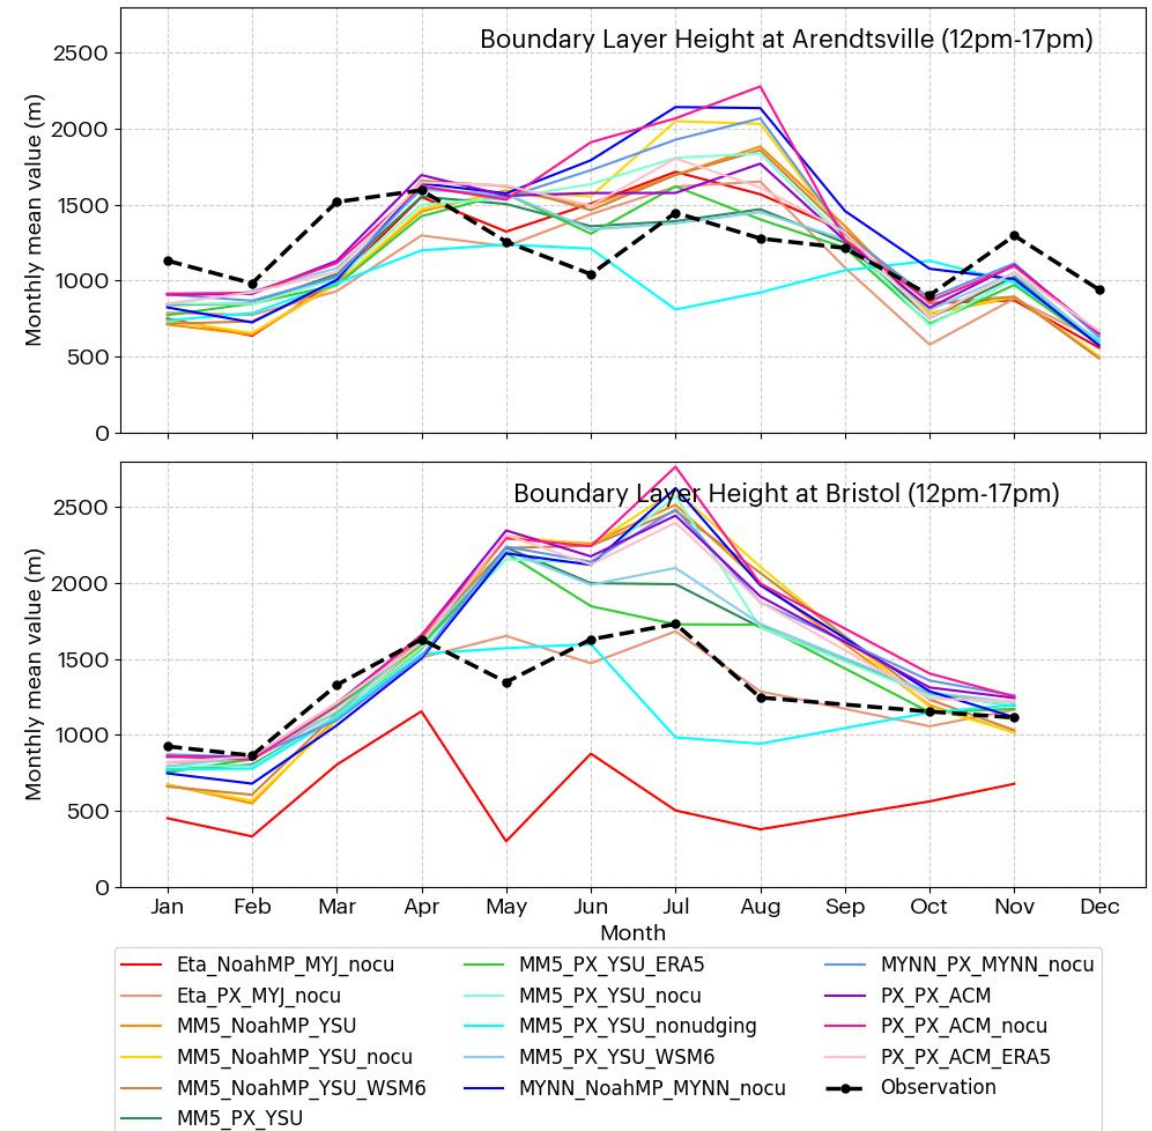 Boundary Layer Height at Arendtsville (12pm-17pm)
Monthly mean value (m)
2500
2000
1500
1000
500
0
Boundary Layer Height at Bristol (12pm-17pm)
Monthly mean value (m)
2500
2000
1500
1000
500
0
Jan Feb Mar Apr May Jun Jul Aug Sep Oct Nov Dec
Month
Eta_NoahMP_MYJ_nocu
Eta_PX_MYJ_nocu
MM5_NoahMP_YSU
MM5_NoahMP_YSU_nocu
MM5_NoahMP_YSU_WSM6
MM5_PX_YSU
MM5_PX_YSU_ERA5
MM5_PX_YSU_nocu
MM5_PX_YSU_nonudging
MM5_PX_YSU_WSM6
MYNN_NoahMP_MYNN_nocu
MYNN_PX_MYNN_nocu
PX_PX_ACM
PX_PX_ACM_nocu
PX_PX_ACM_ERA5
Observation